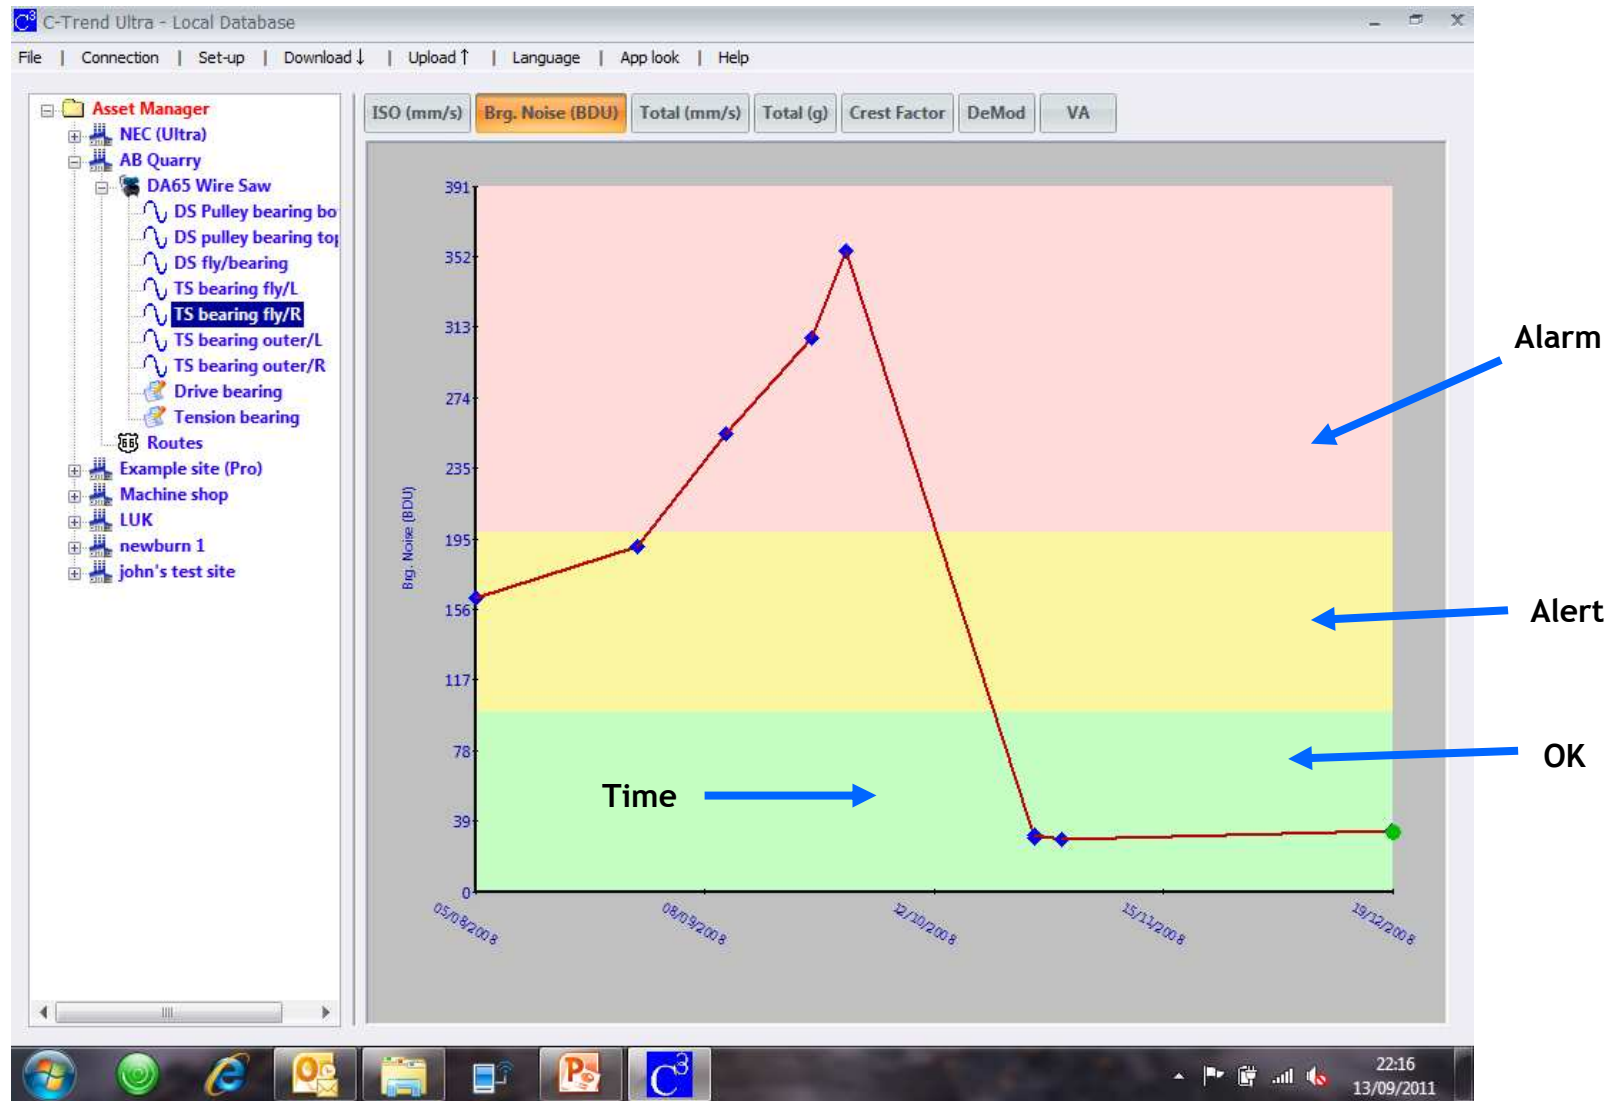 C³ C-Trend Ultra - Local Database
File | Connection | Set-up | Download↓ | Upload↑ | Language | App look | Help
Asset Manager
NEC (Ultra)
AB Quarry
DA65 Wire Saw
DS Pulley bearing bo
DS pulley bearing top
DS fly/bearing
TS bearing fly/L
TS bearing fly/R
TS bearing outer/L
TS bearing outer/R
Drive bearing
Tension bearing
66 Routes
Example site (Pro)
Machine shop
LUK
newburn 1
john's test site
ISO (mm/s) Brg. Noise (BDU) Total (mm/s) Total (g) Crest Factor DeMod VA
391
352
313
274
235
195
156
117
78
39
0
Brg. Noise (BDU)
05/08/2008 08/09/2008 12/10/2008 15/11/2008 19/12/2008
Time
Alarm
Alert
OK
C³
22:16
13/09/2011